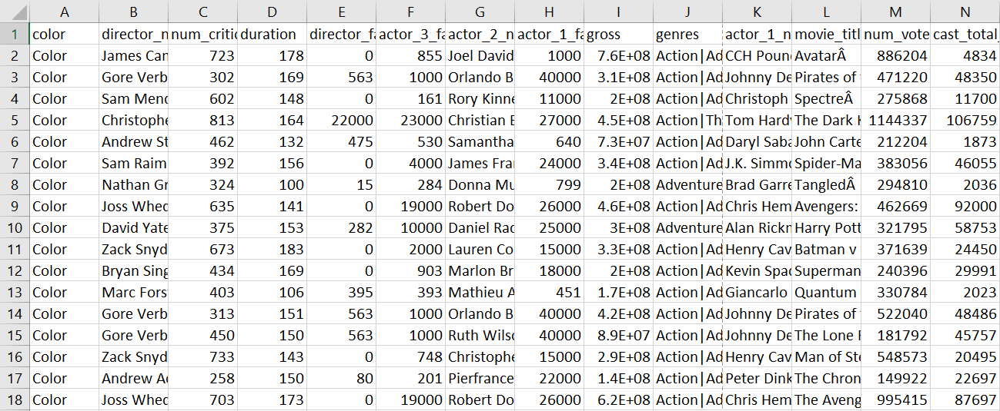 A B C D E F G H I J K L M N
1 color director_n num_critic duration director_fa actor_3_fa actor_2_n actor_1_fa gross genres actor_1_n movie_titl num_vote cast_total_
2 Color James Can 723 178 0 855 Joel David 1000 7.6E+08 Action|Ad CCH Poun AvatarÂ 886204 4834
3 Color Gore Verb 302 169 563 1000 Orlando B 40000 3.1E+08 Action|Ad Johnny De Pirates of 471220 48350
4 Color Sam Mend 602 148 0 161 Rory Kinne 11000 2E+08 Action|Ad Christoph SpectreÂ 275868 11700
5 Color Christophe 813 164 22000 23000 Christian B 27000 4.5E+08 Action|Th Tom Hardy The Dark K 1144337 106759
6 Color Andrew St 462 132 475 530 Samantha 640 7.3E+07 Action|Ad Daryl Saba John Carte 212204 1873
7 Color Sam Raim 392 156 0 4000 James Fra 24000 3.4E+08 Action|Ad J.K. Simmo Spider-Ma 383056 46055
8 Color Nathan Gr 324 100 15 284 Donna Mu 799 2E+08 Adventure Brad Garre TangledÂ 294810 2036
9 Color Joss Whed 635 141 0 19000 Robert Do 26000 4.6E+08 Action|Ad Chris Hem Avengers: 462669 92000
10 Color David Yate 375 153 282 10000 Daniel Rad 25000 3E+08 Adventure Alan Rickn Harry Pott 321795 58753
11 Color Zack Snyd 673 183 0 2000 Lauren Co 15000 3.3E+08 Action|Ad Henry Cav Batman v 371639 24450
12 Color Bryan Sing 434 169 0 903 Marlon Br 18000 2E+08 Action|Ad Kevin Spac Superman 240396 29991
13 Color Marc Fors 403 106 395 393 Mathieu A 451 1.7E+08 Action|Ad Giancarlo Quantum 330784 2023
14 Color Gore Verb 313 151 563 1000 Orlando B 40000 4.2E+08 Action|Ad Johnny De Pirates of 522040 48486
15 Color Gore Verb 450 150 563 1000 Ruth Wilso 40000 8.9E+07 Action|Ad Johnny De The Lone R 181792 45757
16 Color Zack Snyd 733 143 0 748 Christophe 15000 2.9E+08 Action|Ad Henry Cav Man of Ste 548573 20495
17 Color Andrew Ad 258 150 80 201 Pierfrance 22000 1.4E+08 Action|Ad Peter Dink The Chron 149922 22697
18 Color Joss Whed 703 173 0 19000 Robert Do 26000 6.2E+08 Action|Ad Chris Hem The Aveng 995415 87697